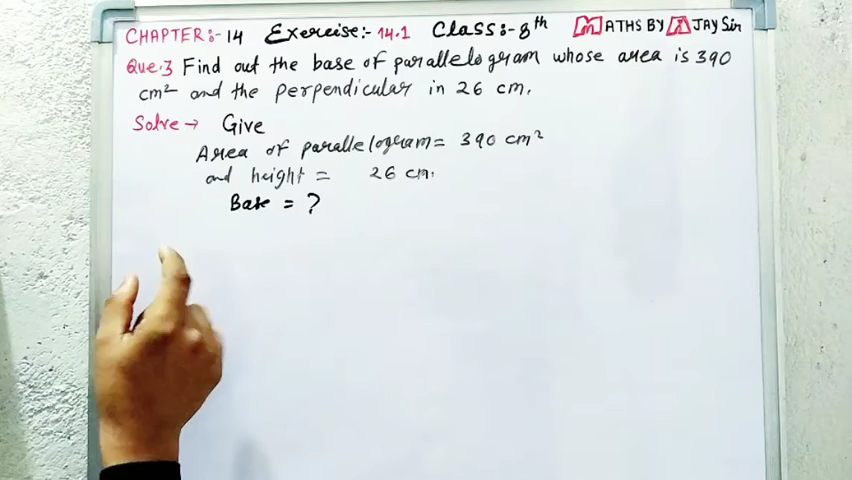 CHAPTER:- 14 Exercise:- 14.1 Class:- 8th MATHS BY AJAY Sir
Que.3 Find out the base of parallelogram whose area is 390
cm² and the perpendicular in 26 cm.
Solve → Give
Area of parallelogram = 390 cm²
and height = 26 cm.
Base = ?